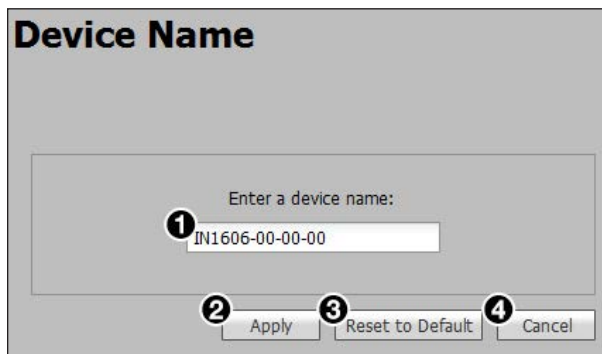 Device Name
Enter a device name:
1 IN1606-00-00-00
2 Apply 3 Reset to Default 4 Cancel